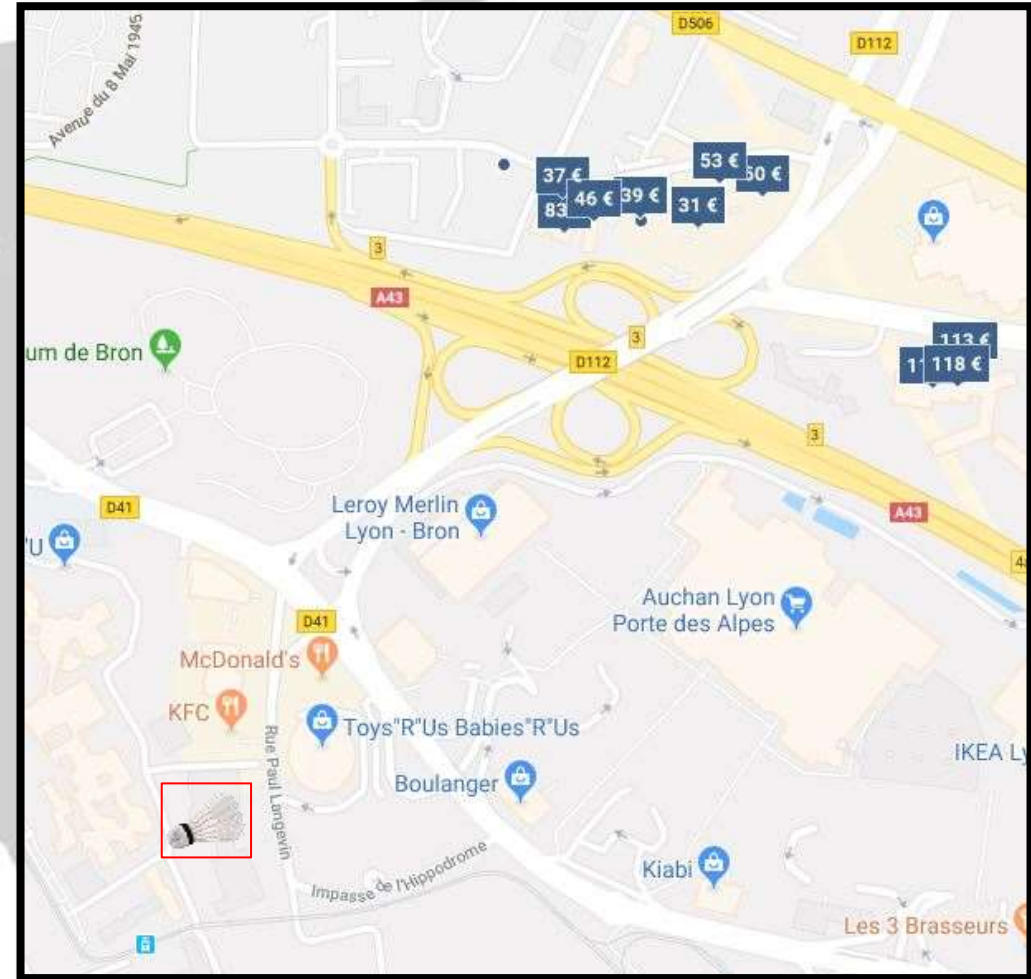 D506
D112
Avenue du 8 Mai 1945
53 €
60 €
37 €
46 €
39 €
31 €
83
3
A43
113 €
118 €
11
um de Bron
3
D112
3
D41
Leroy Merlin
Lyon - Bron
A43
'U
Auchan Lyon
Porte des Alpes
D41
McDonald's
KFC
Toys"R"Us Babies"R"Us
Rue Paul Langevin
IKEA Ly
Boulanger
Impasse de l'Hippodrome
Kiabi
Les 3 Brasseurs